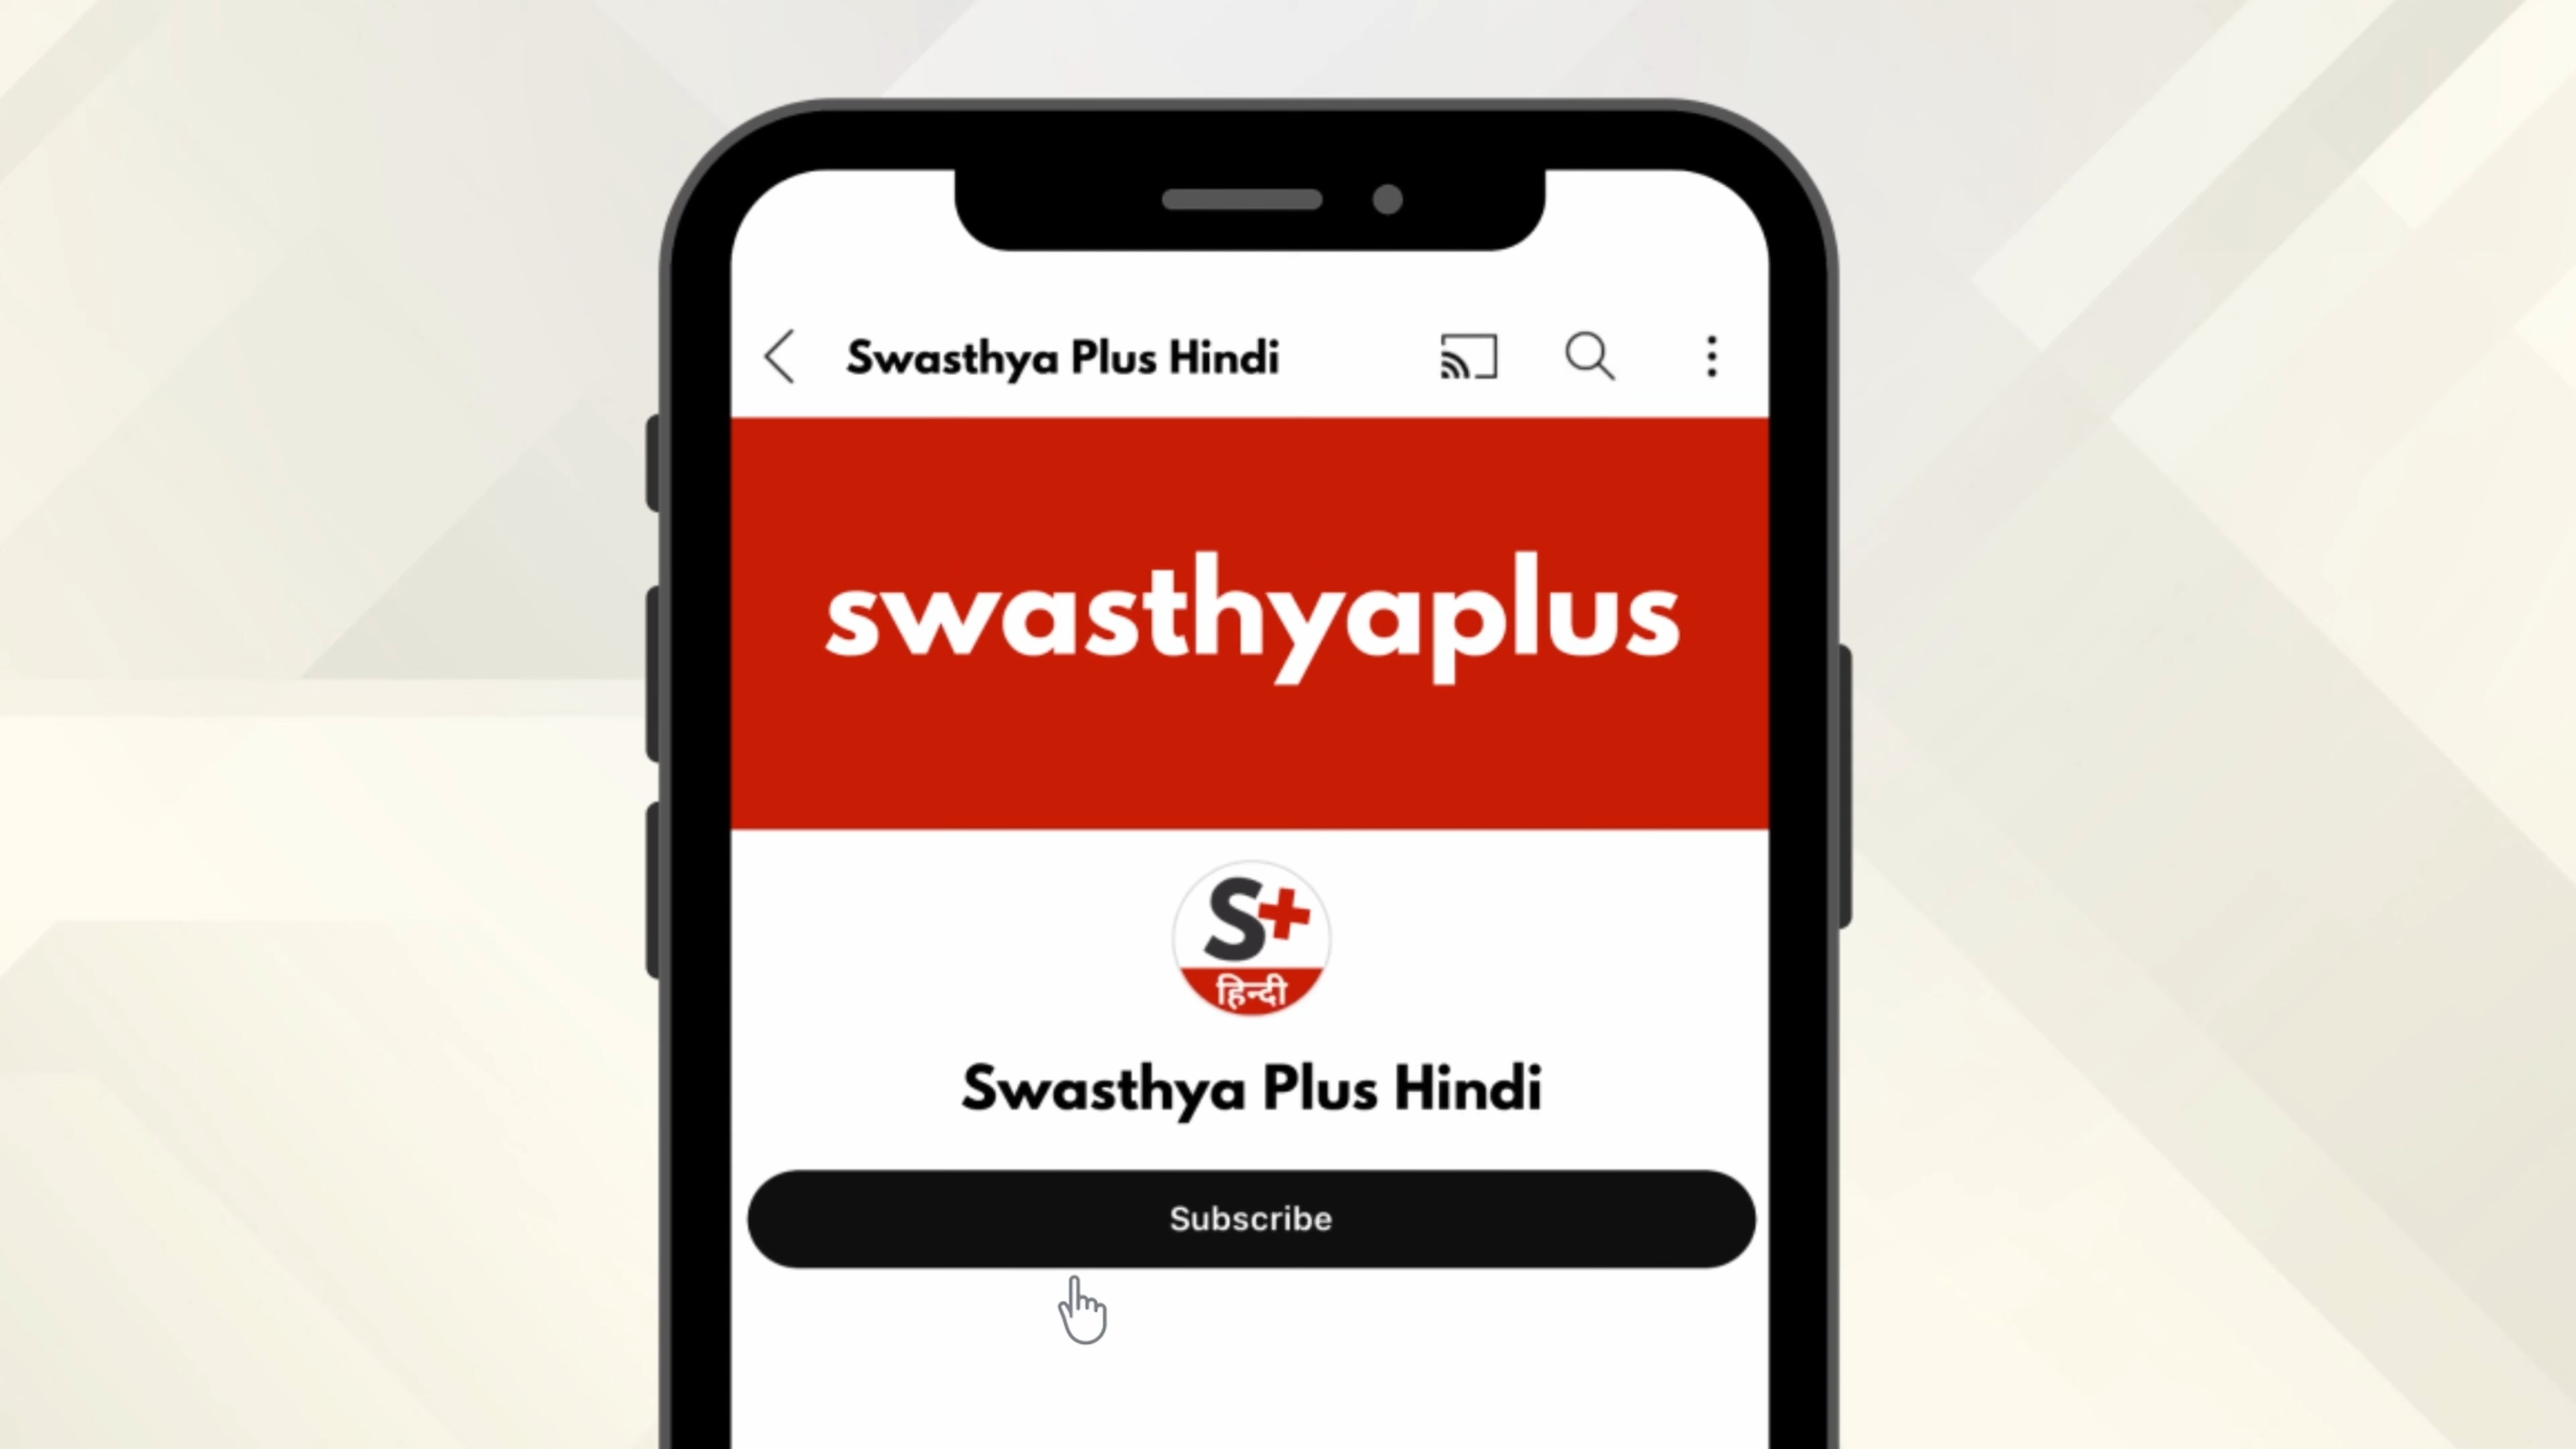 Swasthya Plus Hindi
swasthyaplus
S+
हिन्दी
Swasthya Plus Hindi
Subscribe